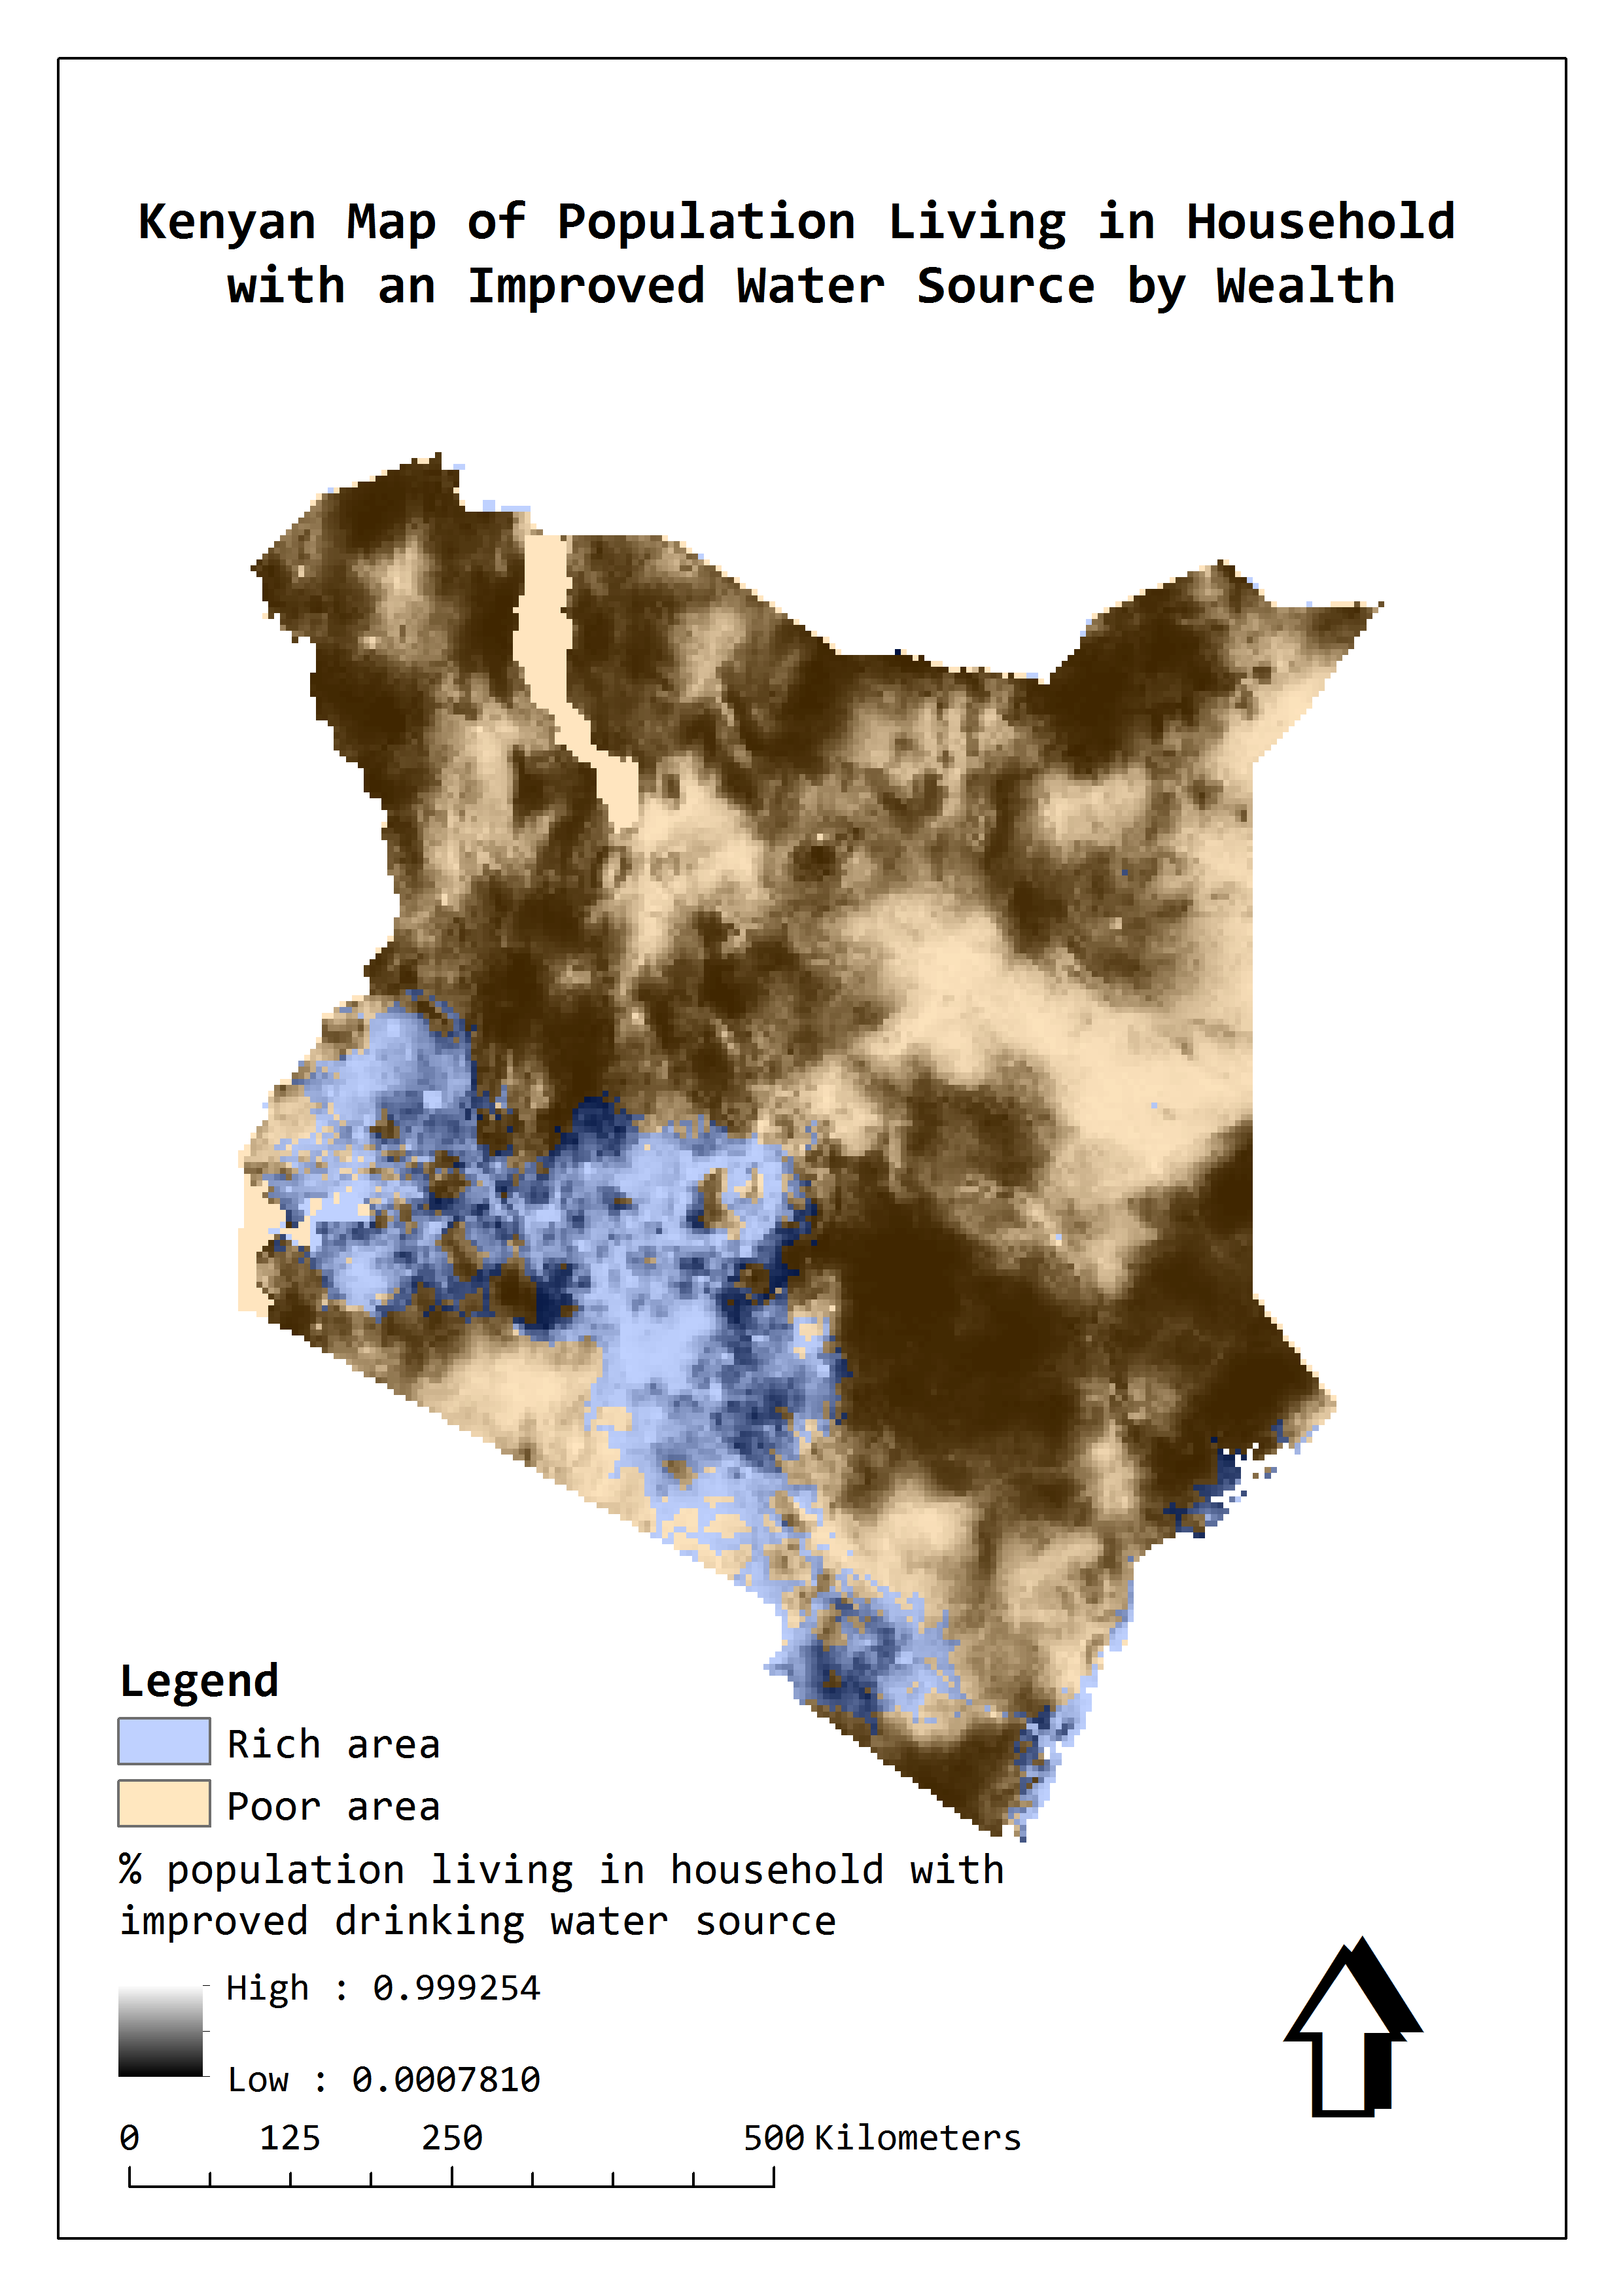 Kenyan Map of Population Living in Household
with an Improved Water Source by Wealth
Legend
Rich area
Poor area
% population living in household with
improved drinking water source
High : 0.999254
Low : 0.0007810
0 125 250 500 Kilometers